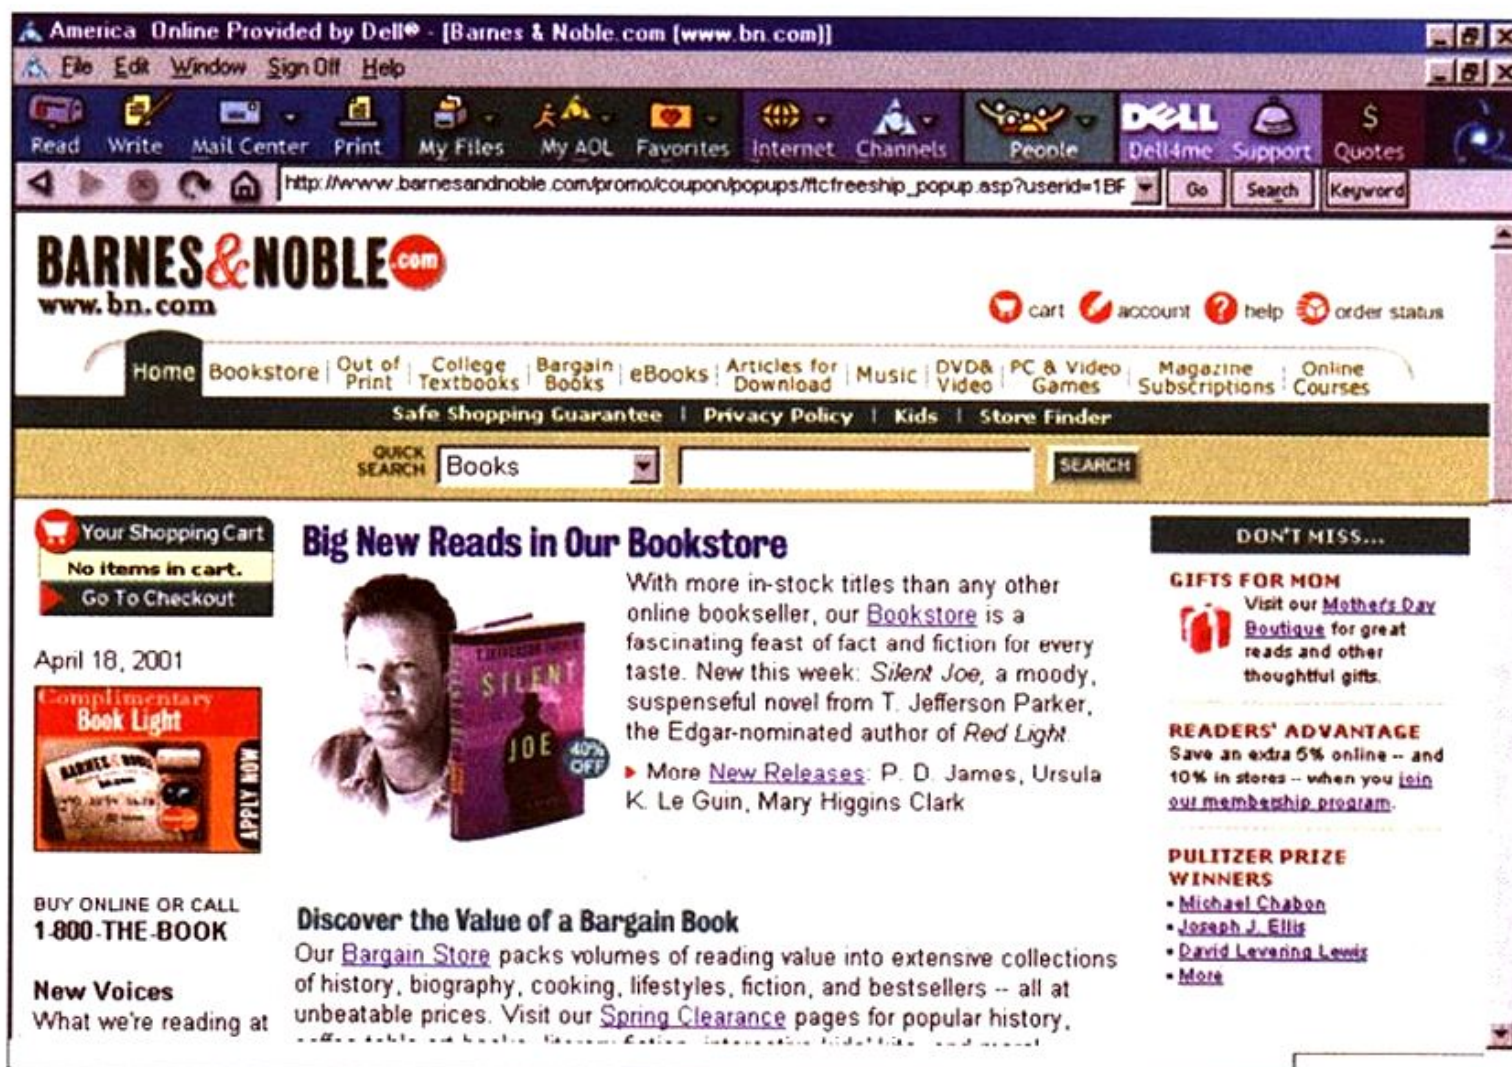 America Online Provided by Dell® - [Barnes & Noble.com (www.bn.com)]
File Edit Window Sign Off Help
Read Write Mail Center Print My Files My AOL Favorites Internet Channels People DELL Dell4me Support Quotes
http://www.barnesandnoble.com/promo/coupon/popups/ftcfreeship_popup.asp?userid=1BF Go Search Keyword
BARNES&NOBLE.com
www.bn.com
cart account help order status
Home Bookstore Out of Print College Textbooks Bargain Books eBooks Articles for Download Music DVD& Video PC & Video Games Magazine Subscriptions Online Courses
Safe Shopping Guarantee | Privacy Policy | Kids | Store Finder
QUICK SEARCH Books SEARCH
Your Shopping Cart
No items in cart.
Go To Checkout
April 18, 2001
Complimentary
Book Light
BARNES & NOBLE
APPLY NOW
BUY ONLINE OR CALL
1-800-THE-BOOK
New Voices
What we're reading at
Big New Reads in Our Bookstore
With more in-stock titles than any other
online bookseller, our Bookstore is a
fascinating feast of fact and fiction for every
taste. New this week: Silent Joe, a moody,
suspenseful novel from T. Jefferson Parker,
the Edgar-nominated author of Red Light.
More New Releases: P. D. James, Ursula
K. Le Guin, Mary Higgins Clark
T. JEFFERSON PARKER
SILENT
JOE
40%
OFF
Discover the Value of a Bargain Book
Our Bargain Store packs volumes of reading value into extensive collections
of history, biography, cooking, lifestyles, fiction, and bestsellers -- all at
unbeatable prices. Visit our Spring Clearance pages for popular history,
DON'T MISS...
GIFTS FOR MOM
Visit our Mother's Day
Boutique for great
reads and other
thoughtful gifts.
READERS' ADVANTAGE
Save an extra 5% online -- and
10% in stores -- when you join
our membership program.
PULITZER PRIZE
WINNERS
• Michael Chabon
• Joseph J. Ellis
• David Levering Lewis
• More